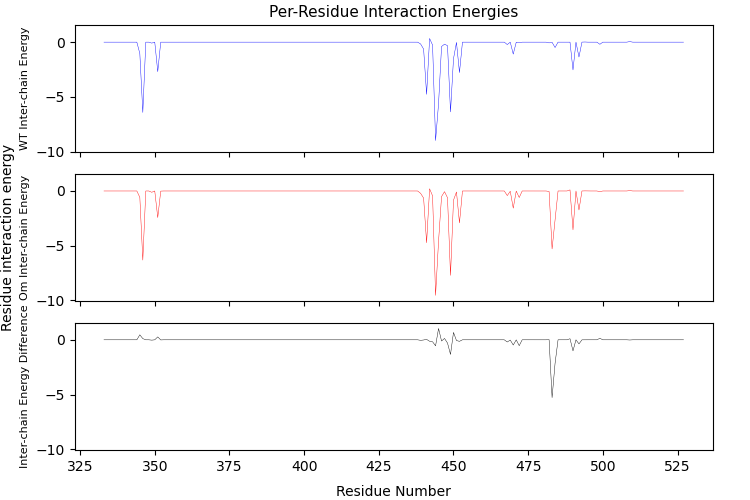 Per-Residue Interaction Energies
Residue interaction energy
WT Inter-chain Energy
0
−5
−10
Om Inter-chain Energy
0
−5
−10
Inter-chain Energy Difference
0
−5
−10
325 350 375 400 425 450 475 500 525
Residue Number